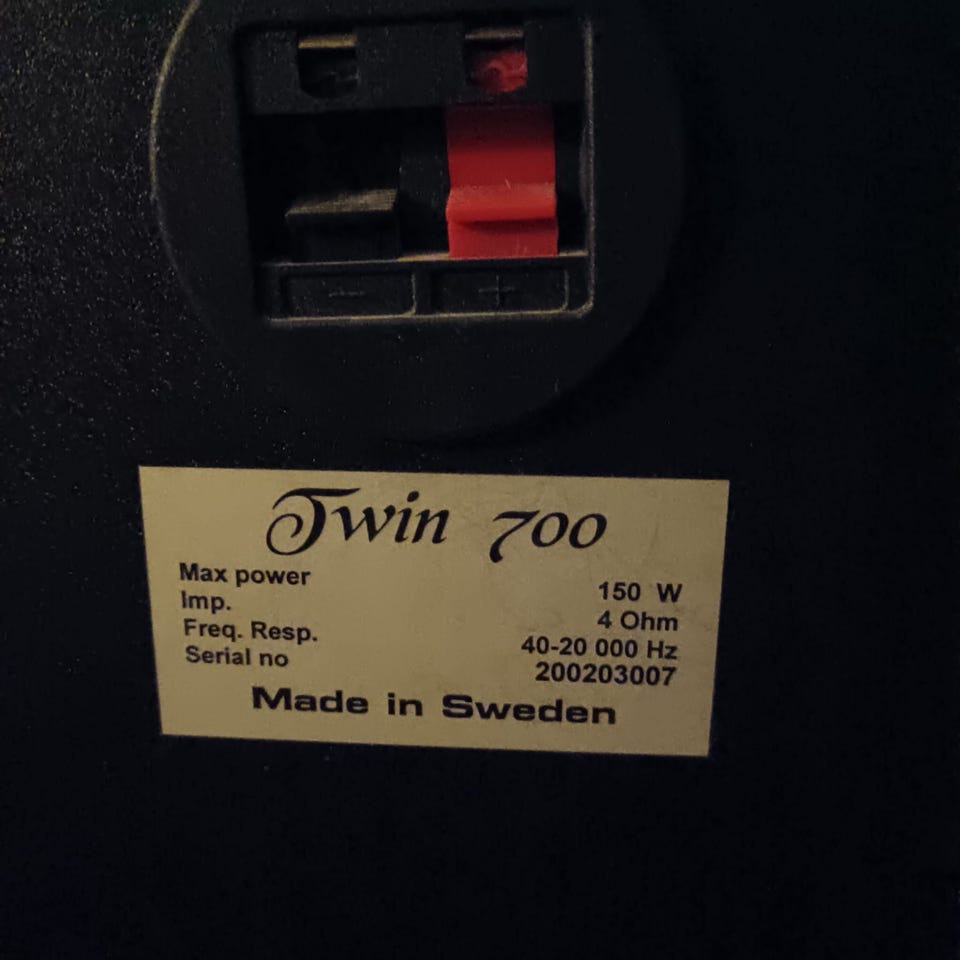 - +
Twin 700
Max power 150 W
Imp. 4 Ohm
Freq. Resp. 40-20 000 Hz
Serial no 200203007
Made in Sweden